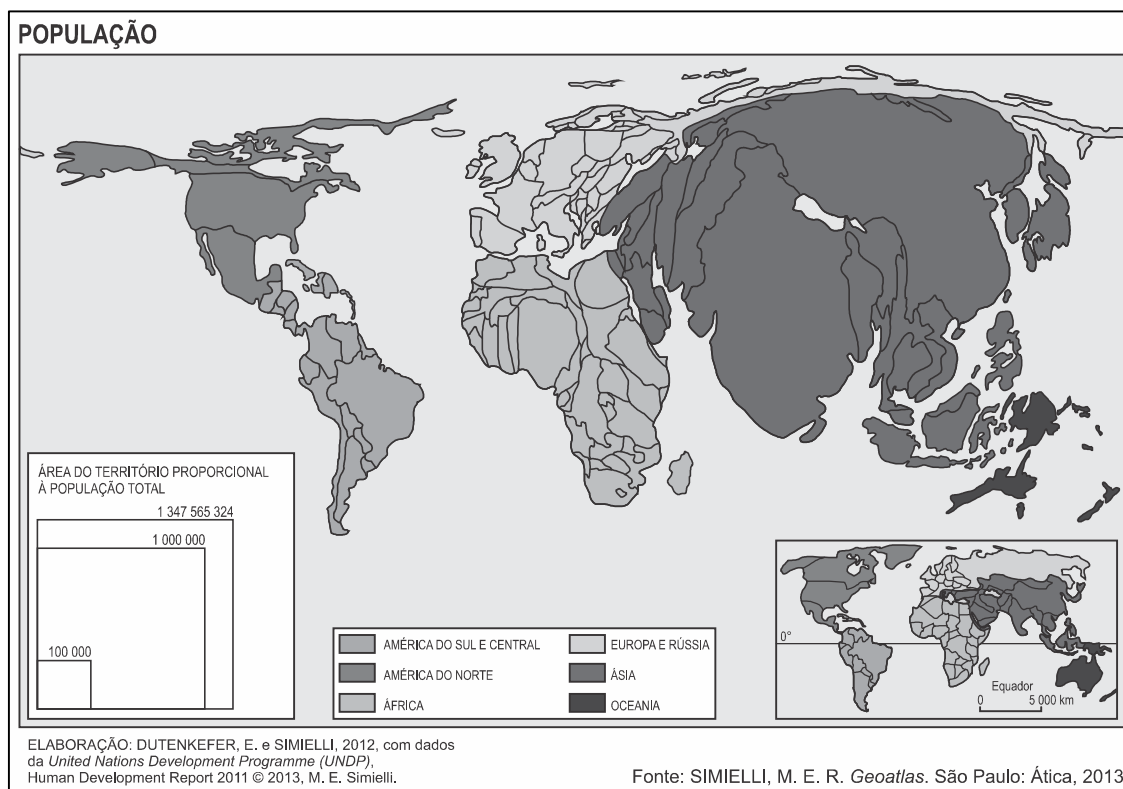 POPULAÇÃO
ÁREA DO TERRITÓRIO PROPORCIONAL
À POPULAÇÃO TOTAL
1 347 565 324
1 000 000
100 000
AMÉRICA DO SUL E CENTRAL
AMÉRICA DO NORTE
ÁFRICA
EUROPA E RÚSSIA
ÁSIA
OCEANIA
0°
Equador
0 5 000 km
ELABORAÇÃO: DUTENKEFER, E. e SIMIELLI, 2012, com dados
da United Nations Development Programme (UNDP),
Human Development Report 2011 © 2013, M. E. Simielli.
Fonte: SIMIELLI, M. E. R. Geoatlas. São Paulo: Ática, 2013